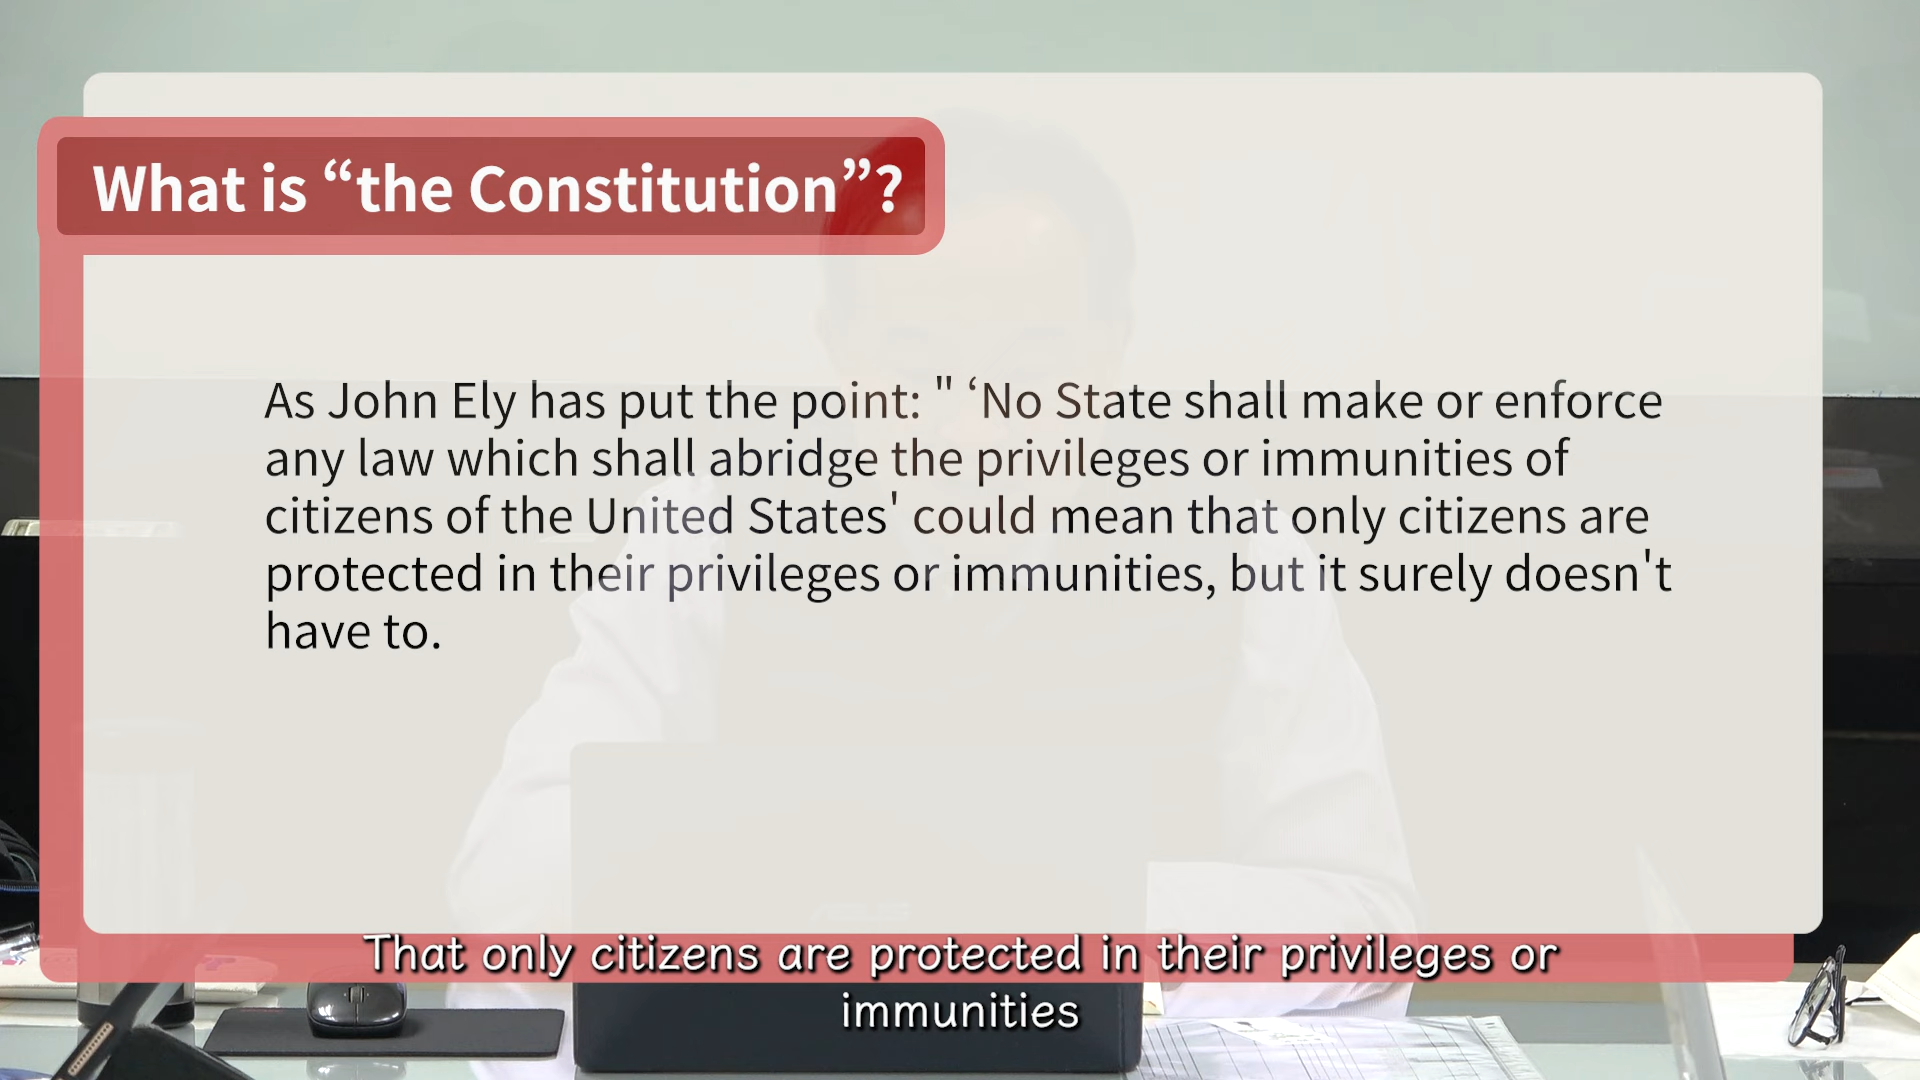 What is “the Constitution”?
As John Ely has put the point: " ‘No State shall make or enforce
any law which shall abridge the privileges or immunities of
citizens of the United States' could mean that only citizens are
protected in their privileges or immunities, but it surely doesn't
have to.
That only citizens are protected in their privileges or
immunities